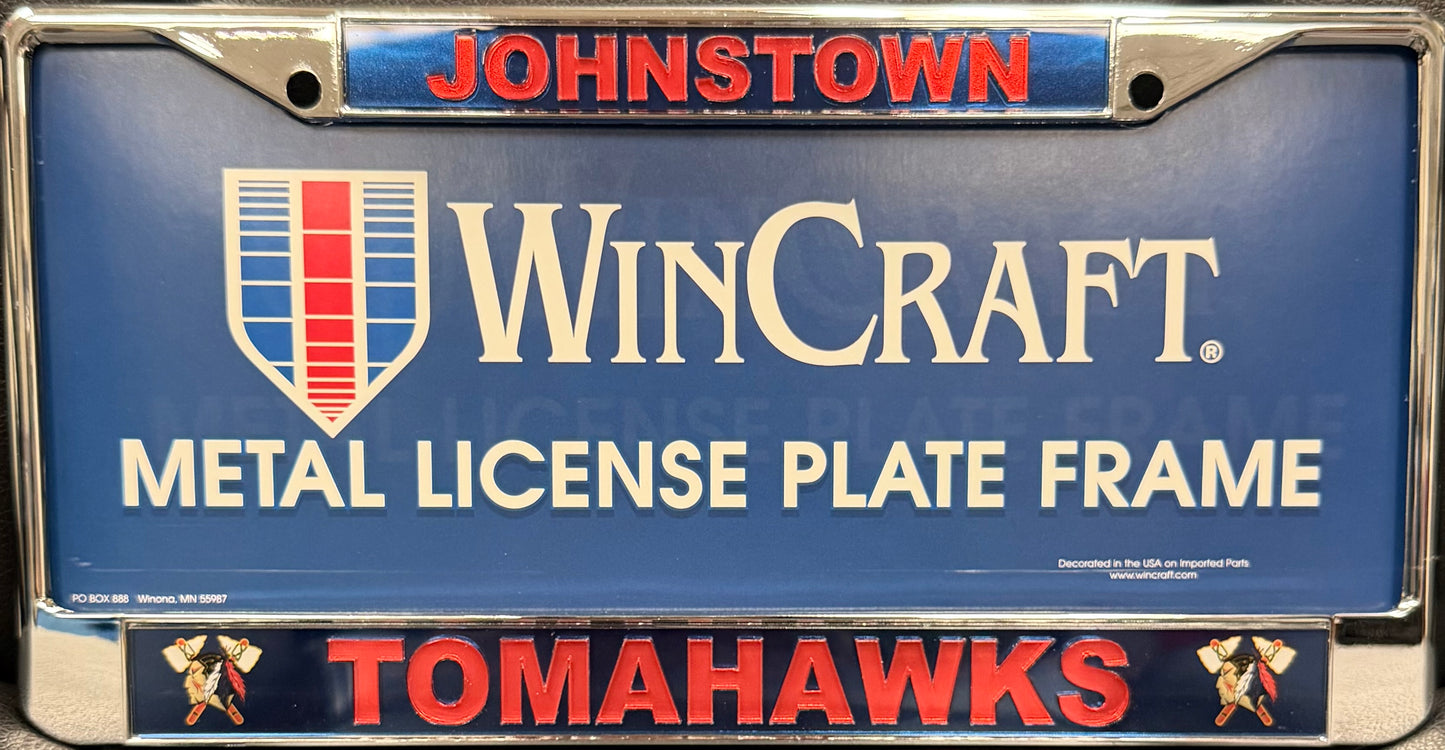 JOHNSTOWN
WINCRAFT®
METAL LICENSE PLATE FRAME
Decorated in the USA on Imported Parts
www.wincraft.com
PO BOX 888 Winona, MN 55987
TOMAHAWKS